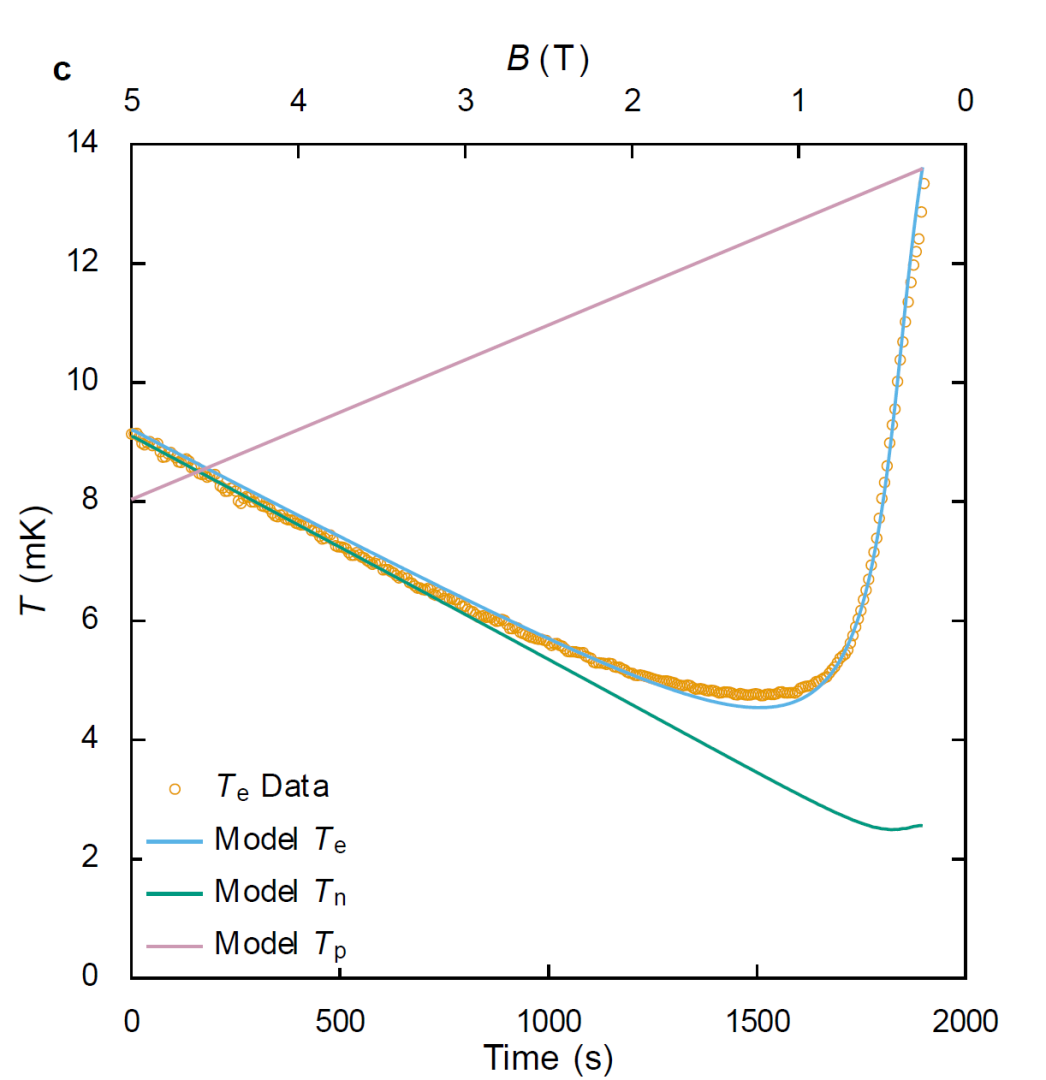 c
B (T)
5 4 3 2 1 0
14
12
10
8
6
4
2
0
T (mK)
Te Data
Model Te
Model Tn
Model Tp
0 500 1000 1500 2000
Time (s)